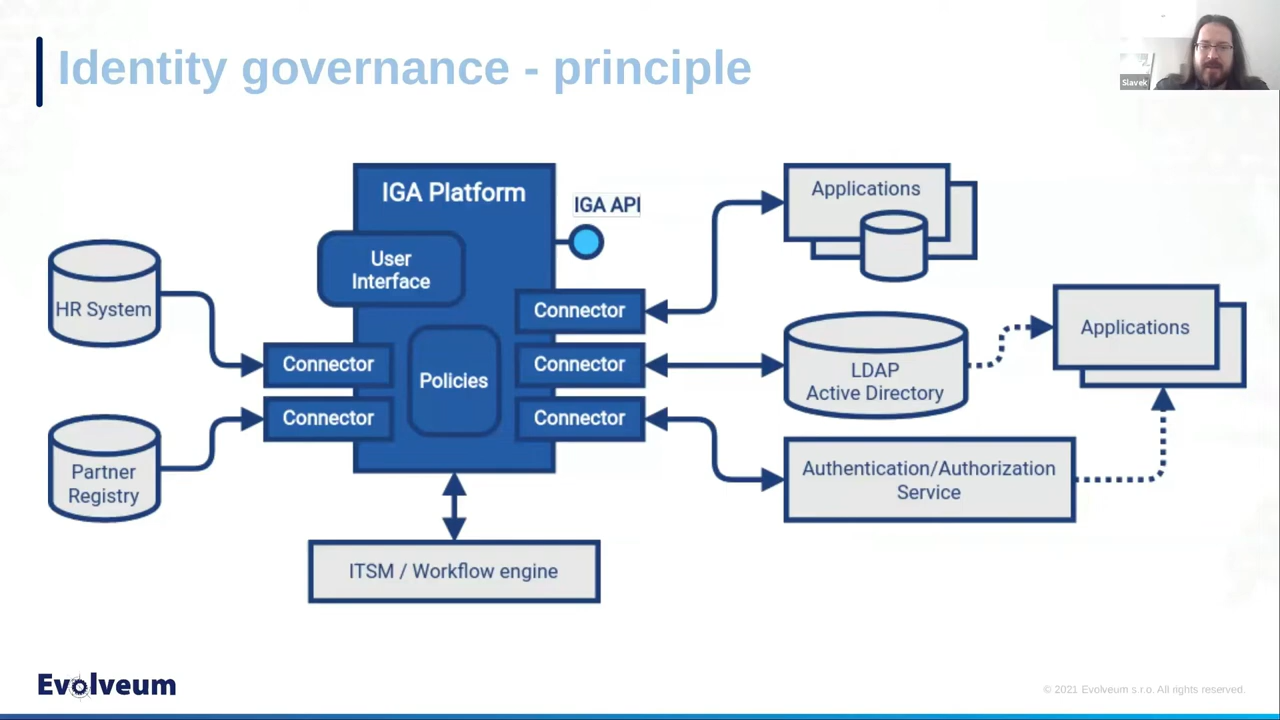 Identity governance - principle
Slavek
IGA Platform
IGA API
User
Interface
Applications
HR System
Connector
Connector
Connector
Policies
LDAP
Active Directory
Applications
Connector
Connector
Partner
Registry
Authentication/Authorization
Service
ITSM / Workflow engine
Evolveum
© 2021 Evolveum s.r.o. All rights reserved.